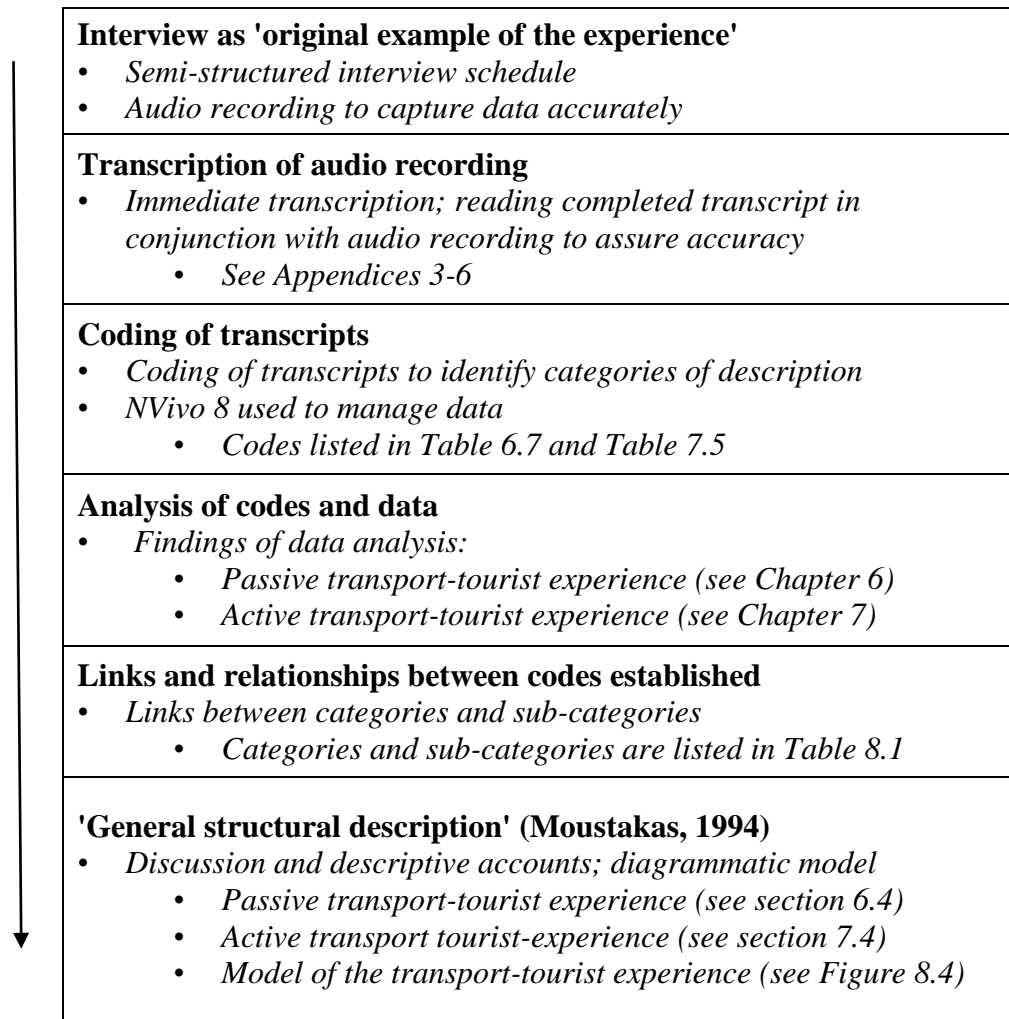 Interview as 'original example of the experience'
• Semi-structured interview schedule
• Audio recording to capture data accurately
Transcription of audio recording
• Immediate transcription; reading completed transcript in
conjunction with audio recording to assure accuracy
• See Appendices 3-6
Coding of transcripts
• Coding of transcripts to identify categories of description
• NVivo 8 used to manage data
• Codes listed in Table 6.7 and Table 7.5
Analysis of codes and data
• Findings of data analysis:
• Passive transport-tourist experience (see Chapter 6)
• Active transport-tourist experience (see Chapter 7)
Links and relationships between codes established
• Links between categories and sub-categories
• Categories and sub-categories are listed in Table 8.1
'General structural description' (Moustakas, 1994)
• Discussion and descriptive accounts; diagrammatic model
• Passive transport-tourist experience (see section 6.4)
• Active transport tourist-experience (see section 7.4)
• Model of the transport-tourist experience (see Figure 8.4)